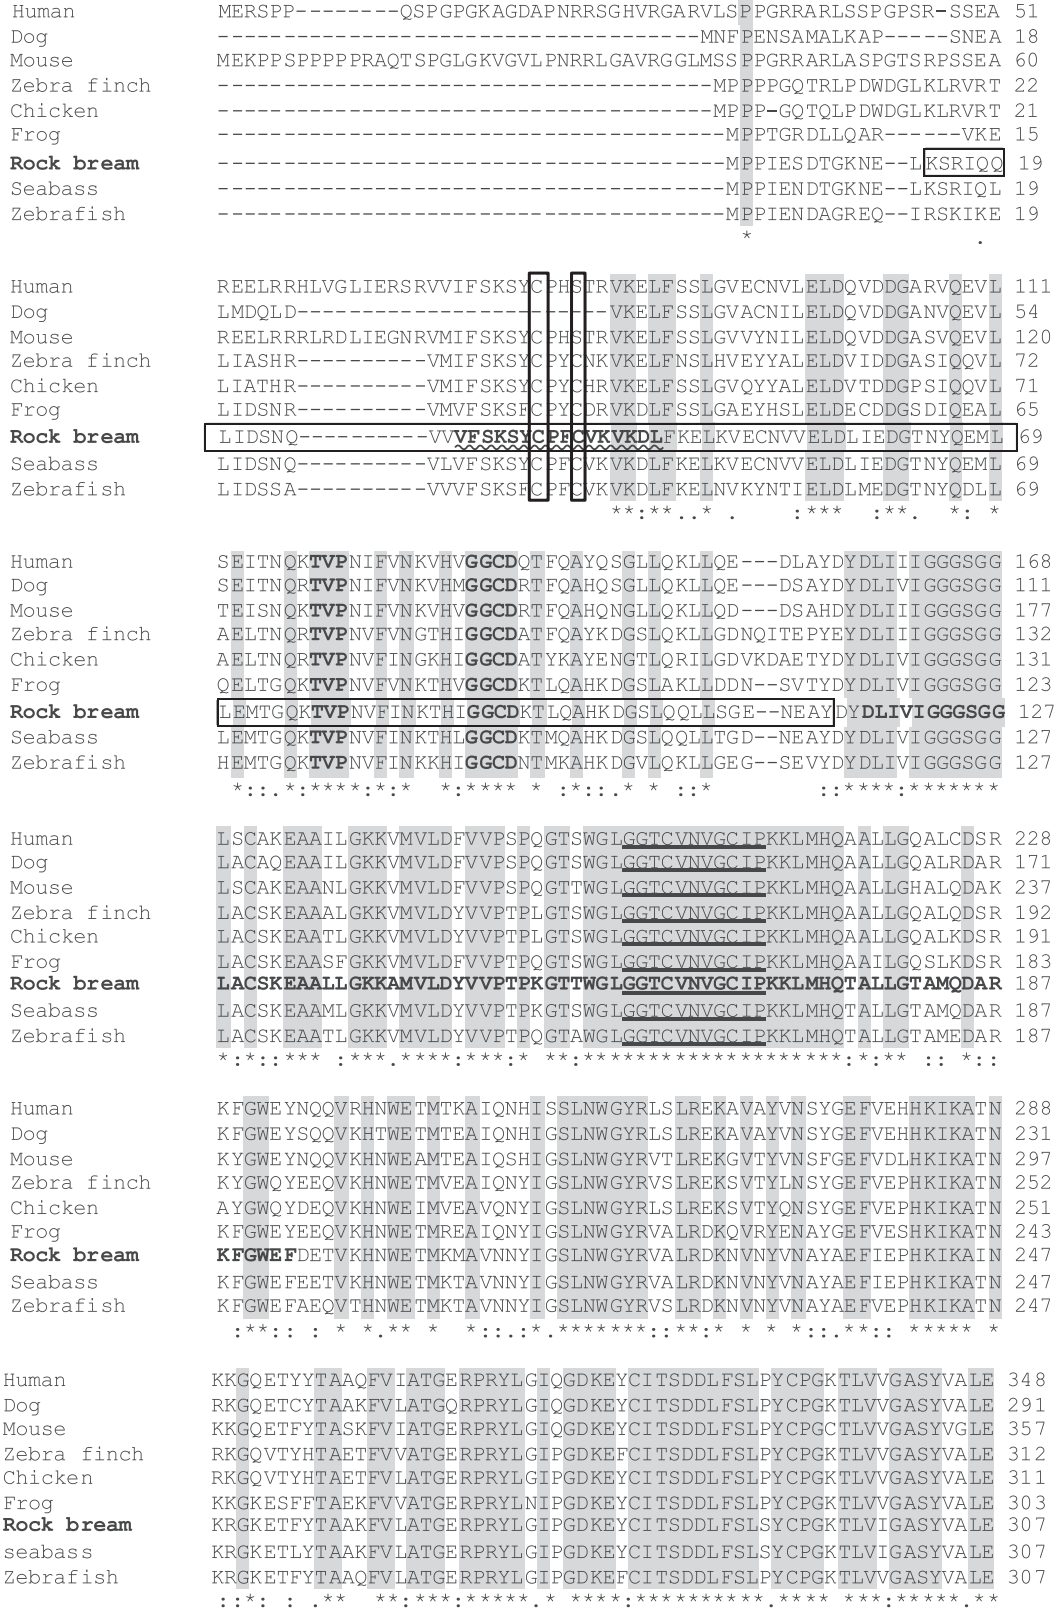 Human MERSPP--------QSPGPGKAGDAPNRRSGHVRGARVLSPPGRRARLSSPGPSR-SSEA 51
Dog -------------------------------------MNFPENSAMALKAP-----SNEA 18
Mouse MEKPPSPPPPPRAQTSPGLGKVGVLPNRRLGAVRGGLMSSPPGRRARLASPGTSRPSSEA 60
Zebra finch --------------------------------------MPPPPGQTRLPDWDGLKLRVRT 22
Chicken --------------------------------------MPPP-GQTQLPDWDGLKLRVRT 21
Frog ---------------------------------------MPPTGRDLLQAR------VKE 15
Rock bream ---------------------------------------MPPIESDTGKNE--LKSRIQQ 19
Seabass ---------------------------------------MPPIENDTGKNE--LKSRIQL 19
Zebrafish ---------------------------------------MPPIENDAGREQ--IRSKIKE 19
* .
Human REELRRHLVGLIERSRVVIFSKSYCPHSTRVKELFSSLGVECNVLELDQVDDGARVQEVL 111
Dog LMDQLD------------------------VKELFSSLGVACNILELDQVDDGANVQEVL 54
Mouse REELRRRLRDLIEGNRVMIFSKSYCPHSTRVKELFSSLGVVYNILELDQVDDGASVQEVL 120
Zebra finch LIASHR----------VMIFSKSYCPYCNKVKELFNSLHVEYYALELDVIDDGASIQQVL 72
Chicken LIATHR----------VMIFSKSYCPYCHRVKELFSSLGVQYYALELDVTDDGPSIQQVL 71
Frog LIDSNR----------VMVFSKSFCPYCDRVKDLFSSLGAEYHSLELDECDDGSDIQEAL 65
Rock bream LIDSNQ----------VVVFSKSYCPFCVKVKDLFKELKVECNVVELDLIEDGTNYQEML 69
Seabass LIDSNQ----------VLVFSKSYCPFCVKVKDLFKELKVECNVVELDLIEDGTNYQEML 69
Zebrafish LIDSSA----------VVVFSKSFCPFCVKVKDLFKELNVKYNTIELDLMEDGTNYQDLL 69
**:**..* . :*** :**. *: *
Human SEITNQKTVPNIFVNKVHVGGCDQTFQAYQSGLLQKLLQE---DLAYDYDLIIIGGGSGG 168
Dog SEITNQRTVPNIFVNKVHVGGCDRTFQAHQSGLLQKLLQE---DSAYDYDLIIIGGGSGG 111
Mouse TEISNQKTVPNIFVNKVHMGGCDRTFQAHQNGLLQKLLQD---DSAHDYDLIIIGGGSGG 177
Zebra finch AELTNQRTVPNVFVNGTHIGGCDATFQAYKDGSLQKLLGDNQITEPYEYDLIIIGGGSGG 132
Chicken AELTNQRTVPNVFINGKHIGGCDATYKAYENGTLQRILGDVKDAETYDYDLIVIGGGSGG 131
Frog QELTGQKTVPNVFVNKTHIGGCDKTLQAHKDGSLAKLLDDN-SVTYDYDLIVIGGGSGG 123
Rock bream LEMTGQKTVPNVFINKTHIGGCDKTLQAHKDGSLQQLLSGE--NEAYDYDLIVIGGGSGG 127
Seabass LEMTGQKTVPNVFINKTHLGGCDKTMQAHKDGSLQQLLTGD--NEAYDYDLIVIGGGSGG 127
Zebrafish HEMTGQKTVPNVFINKKHIGGCDNTMKAHKDGVLQKLLGEG--SEVYDYDLIVIGGGSGG 127
*::.*:****:*:* *:**** * :*::.* ::* ::****:*******
Human LSCAKEAAILGKKVMVLDFVVPSPQGTSWGLGGTCVNVGCIPKKLMHQAALLGQALCDSR 228
Dog LACAQEAAILGKKVMVLDFVVPSPQGTSWGLGGTCVNVGCIPKKLMHQAALLGQALRDAR 171
Mouse LSCAKEAANLGKKVMVLDFVVPSPQGTTWGLGGTCVNVGCIPKKLMHQAALLGHALQDAK 237
Zebra finch LACSKEAAALGKKVMVLDYVVPTPLGTSWGLGGTCVNVGCIPKKLMHQAALLGQALQDSR 192
Chicken LACSKEAATLGKKVMVLDYVVPTPLGTSWGLGGTCVNVGCIPKKLMHQAALLGQALKDSR 191
Frog LACSKEAASFGKKVMVLDYVVPTPQGTSWGLGGTCVNVGCIPKKLMHQAAILGQSLKDSR 183
Rock bream LACSKEAALLGKKAMVLDYVVPTPKGTTWGLGGTCVNVGCIPKKLMHQTALLGTAMQDAR 187
Seabass LACSKEAAMLGKKVMVLDYVVPTPKGTSWGLGGTCVNVGCIPKKLMHQTALLGTAMQDAR 187
Zebrafish LACSKEAATLGKKVMVLDYVVPTPQGTAWGLGGTCVNVGCIPKKLMHQTALLGTAMEDAR 187
*:*::*** :***.****:***:* **:********************:*:** :: *::
Human KFGWEYNQQVRHNWETMTKAIQNHISSLNWGYRLSLREKAVAYVNSYGEFVEHHKIKATN 288
Dog KFGWEYSQQVKHTWETMTEAIQNHIGSLNWGYRLSLREKAVAYVNSYGEFVEHHKIKATN 231
Mouse KYGWEYNQQVKHNWEAMTEAIQSHIGSLNWGYRVTLREKGVTYVNSFGEFVDLHKIKATN 297
Zebra finch KYGWQYEEQVKHNWETMVEAIQNYIGSLNWGYRLSLREKSVTYLNSYGEFVEPHKIKATN 252
Chicken AYGWQYDEQVKHNWEIMVEAVQNYIGSLNWGYRLSLREKSVTYQNSYGEFVEPHKIKATN 251
Frog KFGWEYEEQVKHNWETMREAIQNYIGSLNWGYRVALRDKQVRYENAYGEFVESHKIKATN 243
Rock bream KFGWEFDETVKHNWETMKMAVNNYIGSLNWGYRVSLRDKNVNYVNAYAEFIEPHKIKATN 247
Seabass KFGWEFEETVKHNWETMKTAVNNYIGSLNWGYRVALRDKNVNYVNAYAEFIEPHKIKATN 247
Zebrafish KFGWEFAEQVTHNWETMKTAVNNYIGSLNWGYRVSLRDKNVNYVNAYAEFVEPHKIKATN 247
:**:: : * *.** * *::.:*.*******::**:* * * *::.**:: *******
Human KKGQETYYTAAQFVIATGERPRYLGIQGDKEYCITSDDLFSLPYCPGKTLVVGASYVALE 348
Dog RKGQETCYTAAKFVLATGQRPRYLGIQGDKEYCITSDDLFSLPYCPGKTLVVGASYVALE 291
Mouse KKGQETFYTASKFVIATGERPRYLGIQGDKEYCITSDDLFSLPYCPGCTLVVGASYVGLE 357
Zebra finch RKGQVTYHTAETFVVATGERPRYLGIPGDKEFCITSDDLFSLPYCPGKTLVVGASYVALE 312
Chicken RKGQVTYHTAETFVLATGERPRYLGIPGDKEYCITSDDLFSLPYCPGKTLVVGASYVALE 311
Frog KKGKESFFTAEKFVVATGERPRYLNIPGDKEYCITSDDLFSLPYCPGKTLVVGASYVALE 303
Rock bream KRGKETFYTAAKFVLATGERPRYLGIPGDKEYCITSDDLFSLSYCPGKTLVIGASYVALE 307
seabass KRGKETLYTAAKFVLATGERPRYLGIPGDKEYCITSDDLFSLSYCPGKTLVIGASYVALE 307
Zebrafish KRGKETFYTAAKFVLATGERPRYLGIPGDKEFCITSDDLFSLPYCPGKTLVVGASYVALE 307
::*: : .** **:***:*****.* ****:**********.**** ***:*****.**